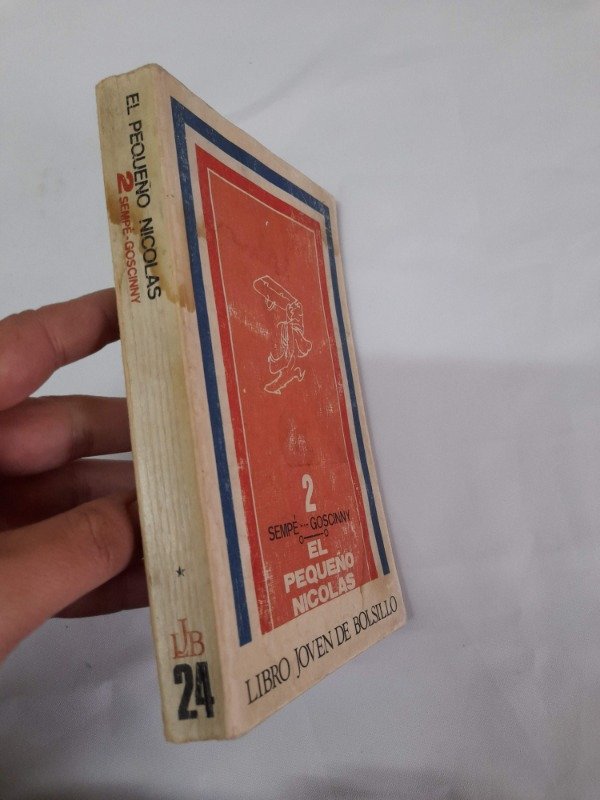 EL PEQUEÑO NICOLAS
2 SEMPÉ-GOSCINNY
LJB
24
2
SEMPÉ GOSCINNY
EL
PEQUEÑO
NICOLAS
LIBRO JOVEN DE BOLSILLO